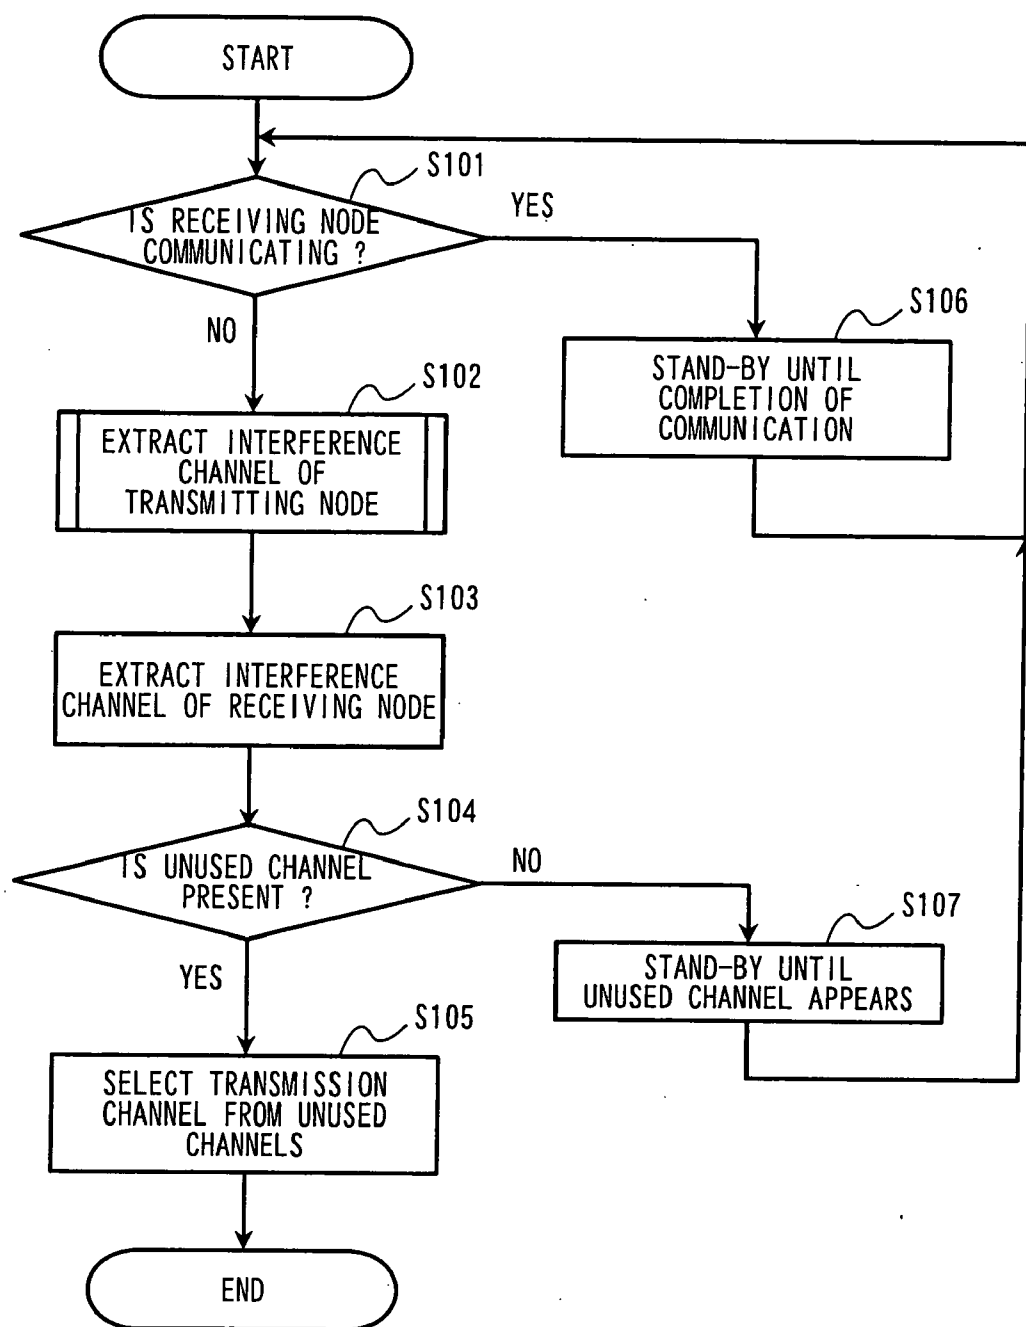 START
S101
IS RECEIVING NODE
COMMUNICATING ?
YES
NO
S106
STAND-BY UNTIL
COMPLETION OF
COMMUNICATION
S102
EXTRACT INTERFERENCE
CHANNEL OF
TRANSMITTING NODE
S103
EXTRACT INTERFERENCE
CHANNEL OF RECEIVING NODE
S104
IS UNUSED CHANNEL
PRESENT ?
NO
YES
S107
STAND-BY UNTIL
UNUSED CHANNEL APPEARS
S105
SELECT TRANSMISSION
CHANNEL FROM UNUSED
CHANNELS
END